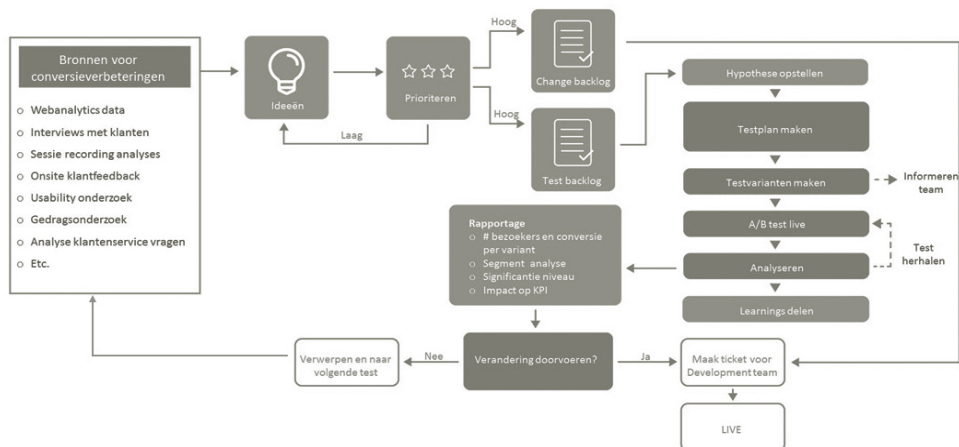 Bronnen voor
conversieverbeteringen
Webanalytics data
Interviews met klanten
Sessie recording analyses
Onsite klantfeedback
Usability onderzoek
Gedragsonderzoek
Analyse klantenservice vragen
Etc.
Ideeën
Prioriteren
Laag
Hoog
Hoog
Change backlog
Test backlog
Hypothese opstellen
Testplan maken
Testvarianten maken
Informeren
team
A/B test live
Test
herhalen
Analyseren
Learnings delen
Rapportage
# bezoekers en conversie
per variant
Segment analyse
Significantie niveau
Impact op KPI
Verandering doorvoeren?
Nee
Ja
Verwerpen en naar
volgende test
Maak ticket voor
Development team
LIVE